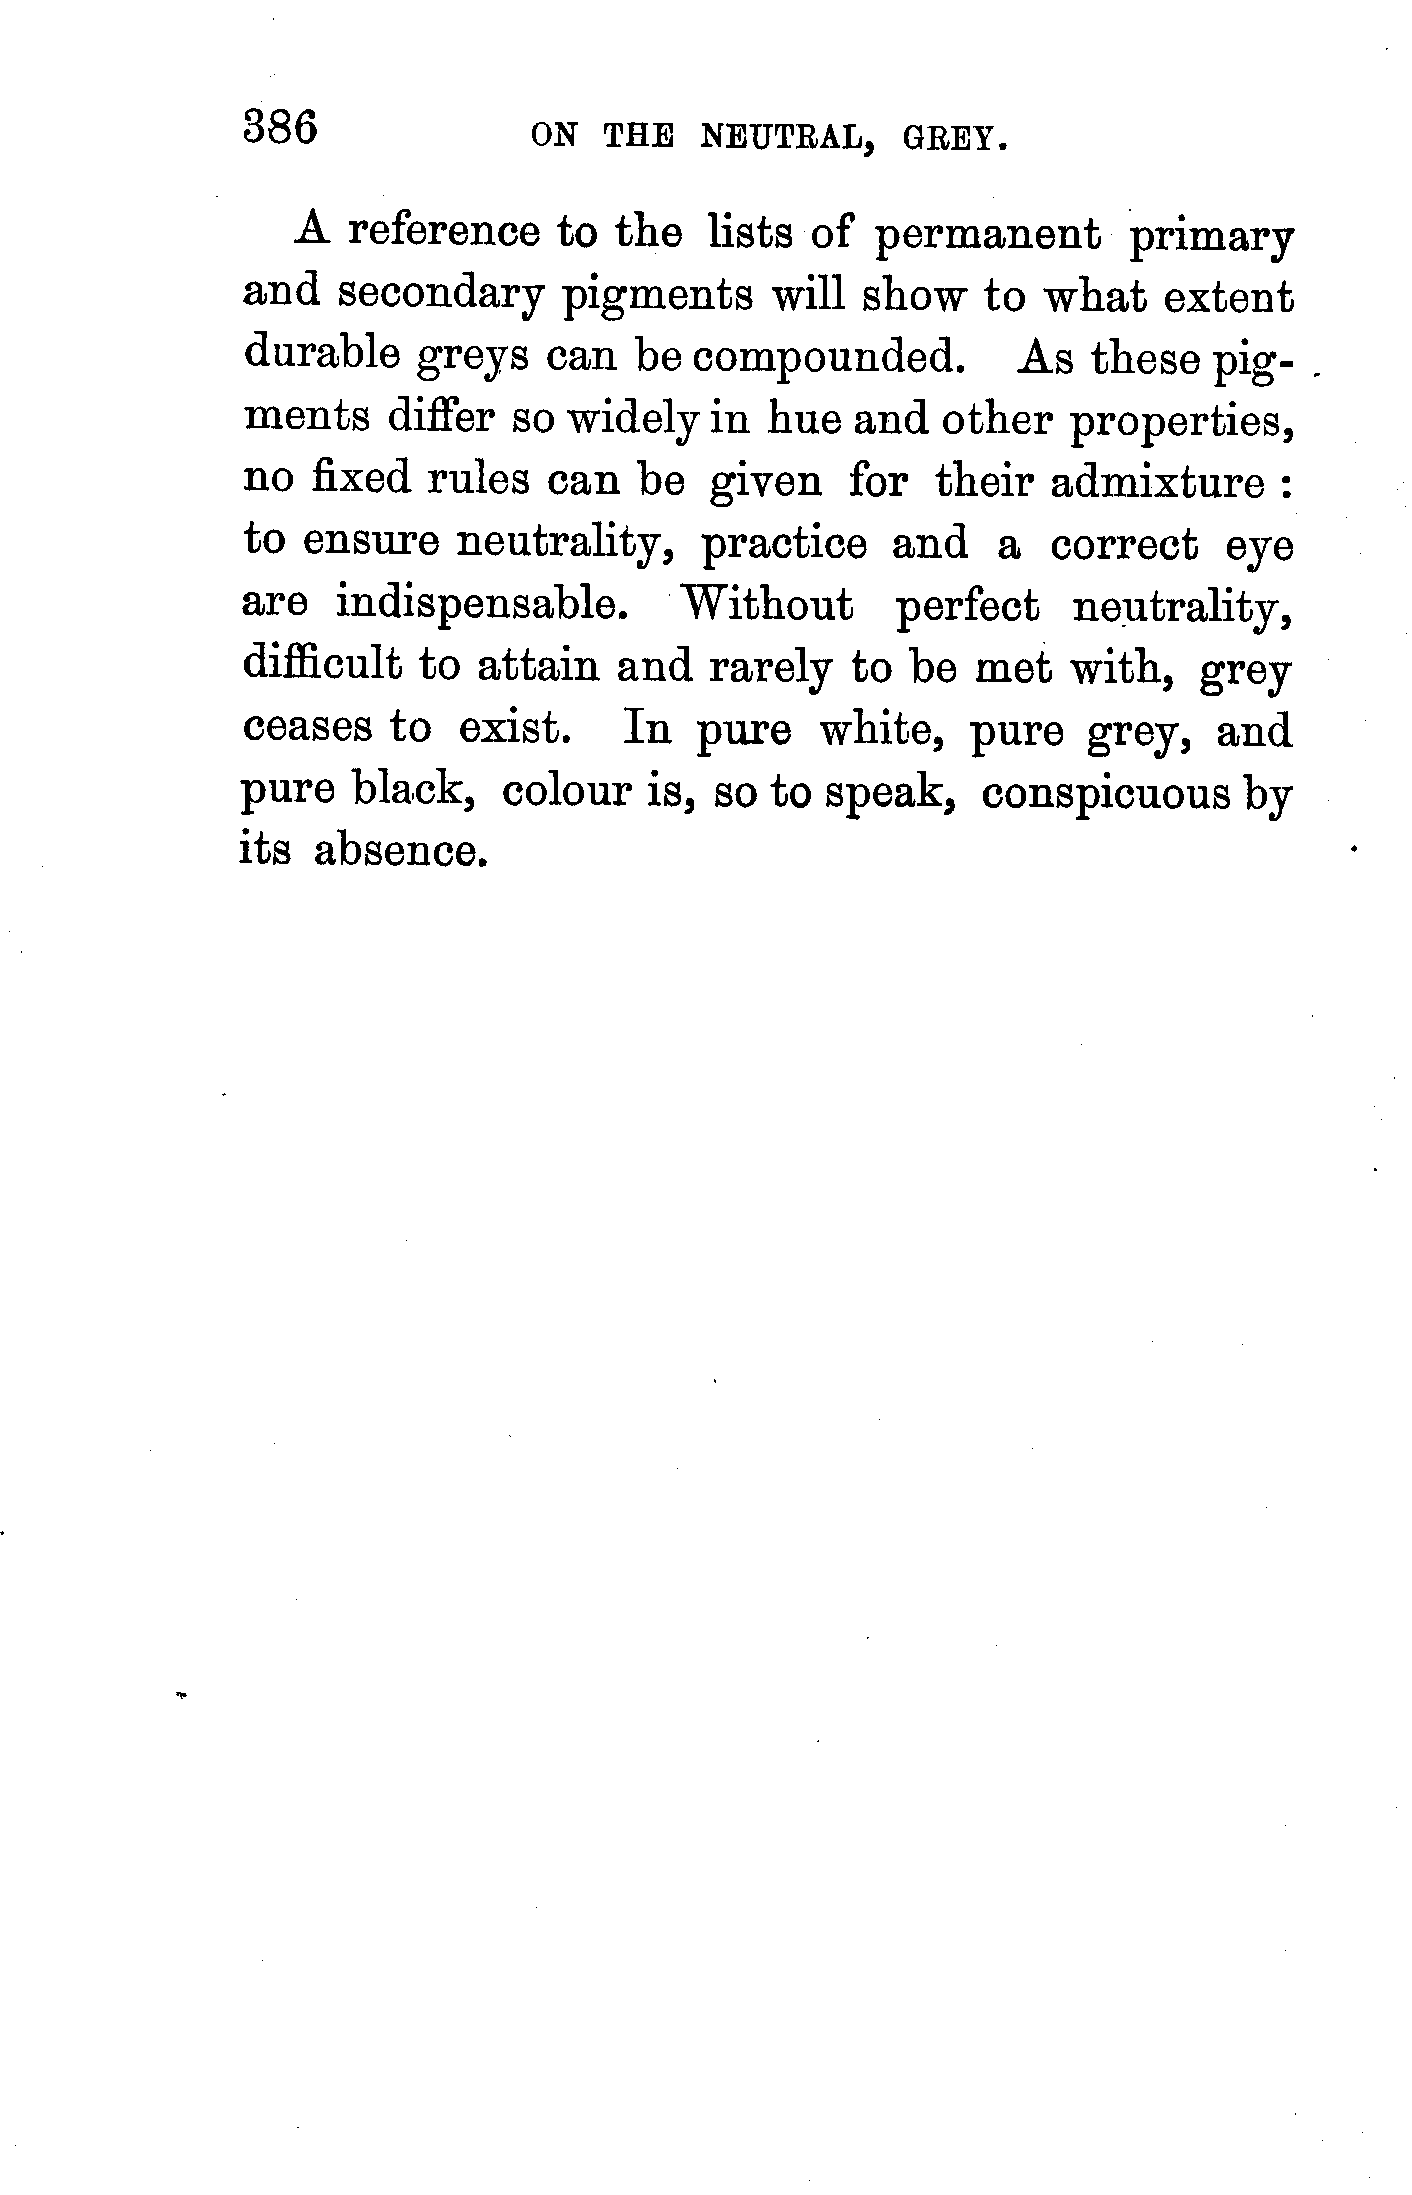 386 ON THE NEUTRAL, GREY.
A reference to the lists of permanent primary
and secondary pigments will show to what extent
durable greys can be compounded. As these pig-
ments differ so widely in hue and other properties,
no fixed rules can be given for their admixture :
to ensure neutrality, practice and a correct eye
are indispensable. Without perfect neutrality,
difficult to attain and rarely to be met with, grey
ceases to exist. In pure white, pure grey, and
pure black, colour is, so to speak, conspicuous by
its absence.